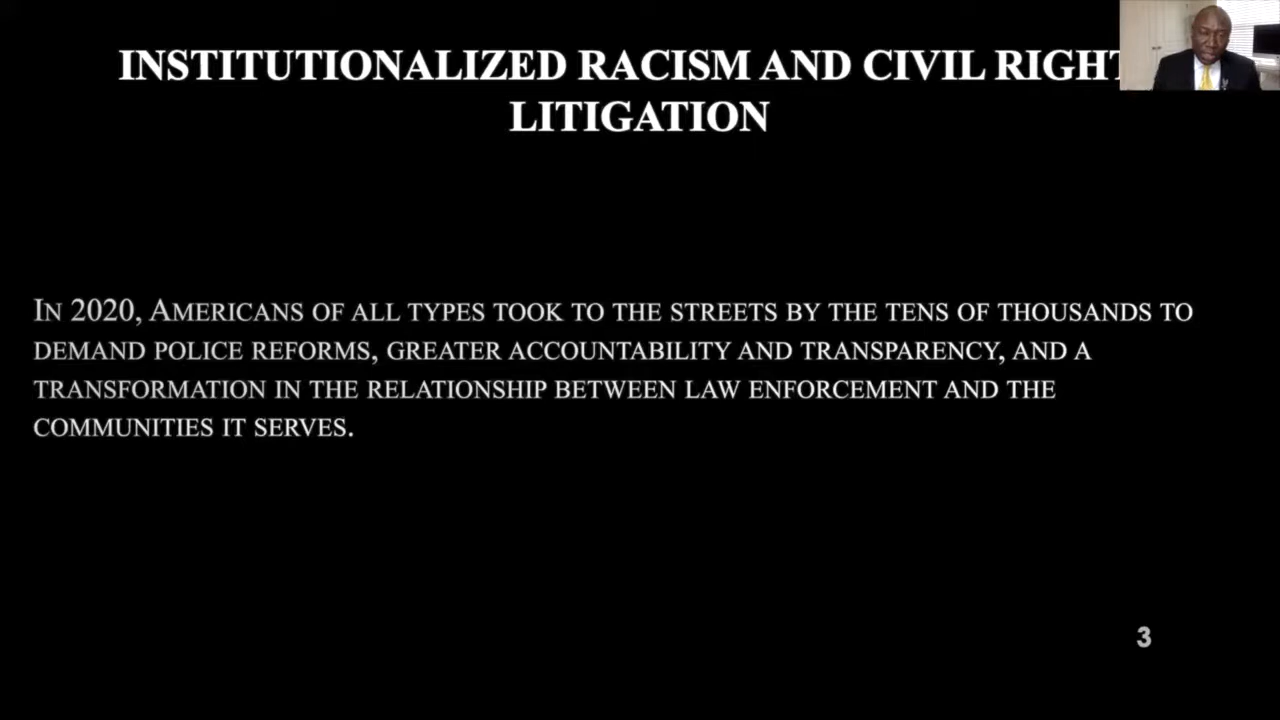 INSTITUTIONALIZED RACISM AND CIVIL RIGHT
LITIGATION
IN 2020, AMERICANS OF ALL TYPES TOOK TO THE STREETS BY THE TENS OF THOUSANDS TO
DEMAND POLICE REFORMS, GREATER ACCOUNTABILITY AND TRANSPARENCY, AND A
TRANSFORMATION IN THE RELATIONSHIP BETWEEN LAW ENFORCEMENT AND THE
COMMUNITIES IT SERVES.
3